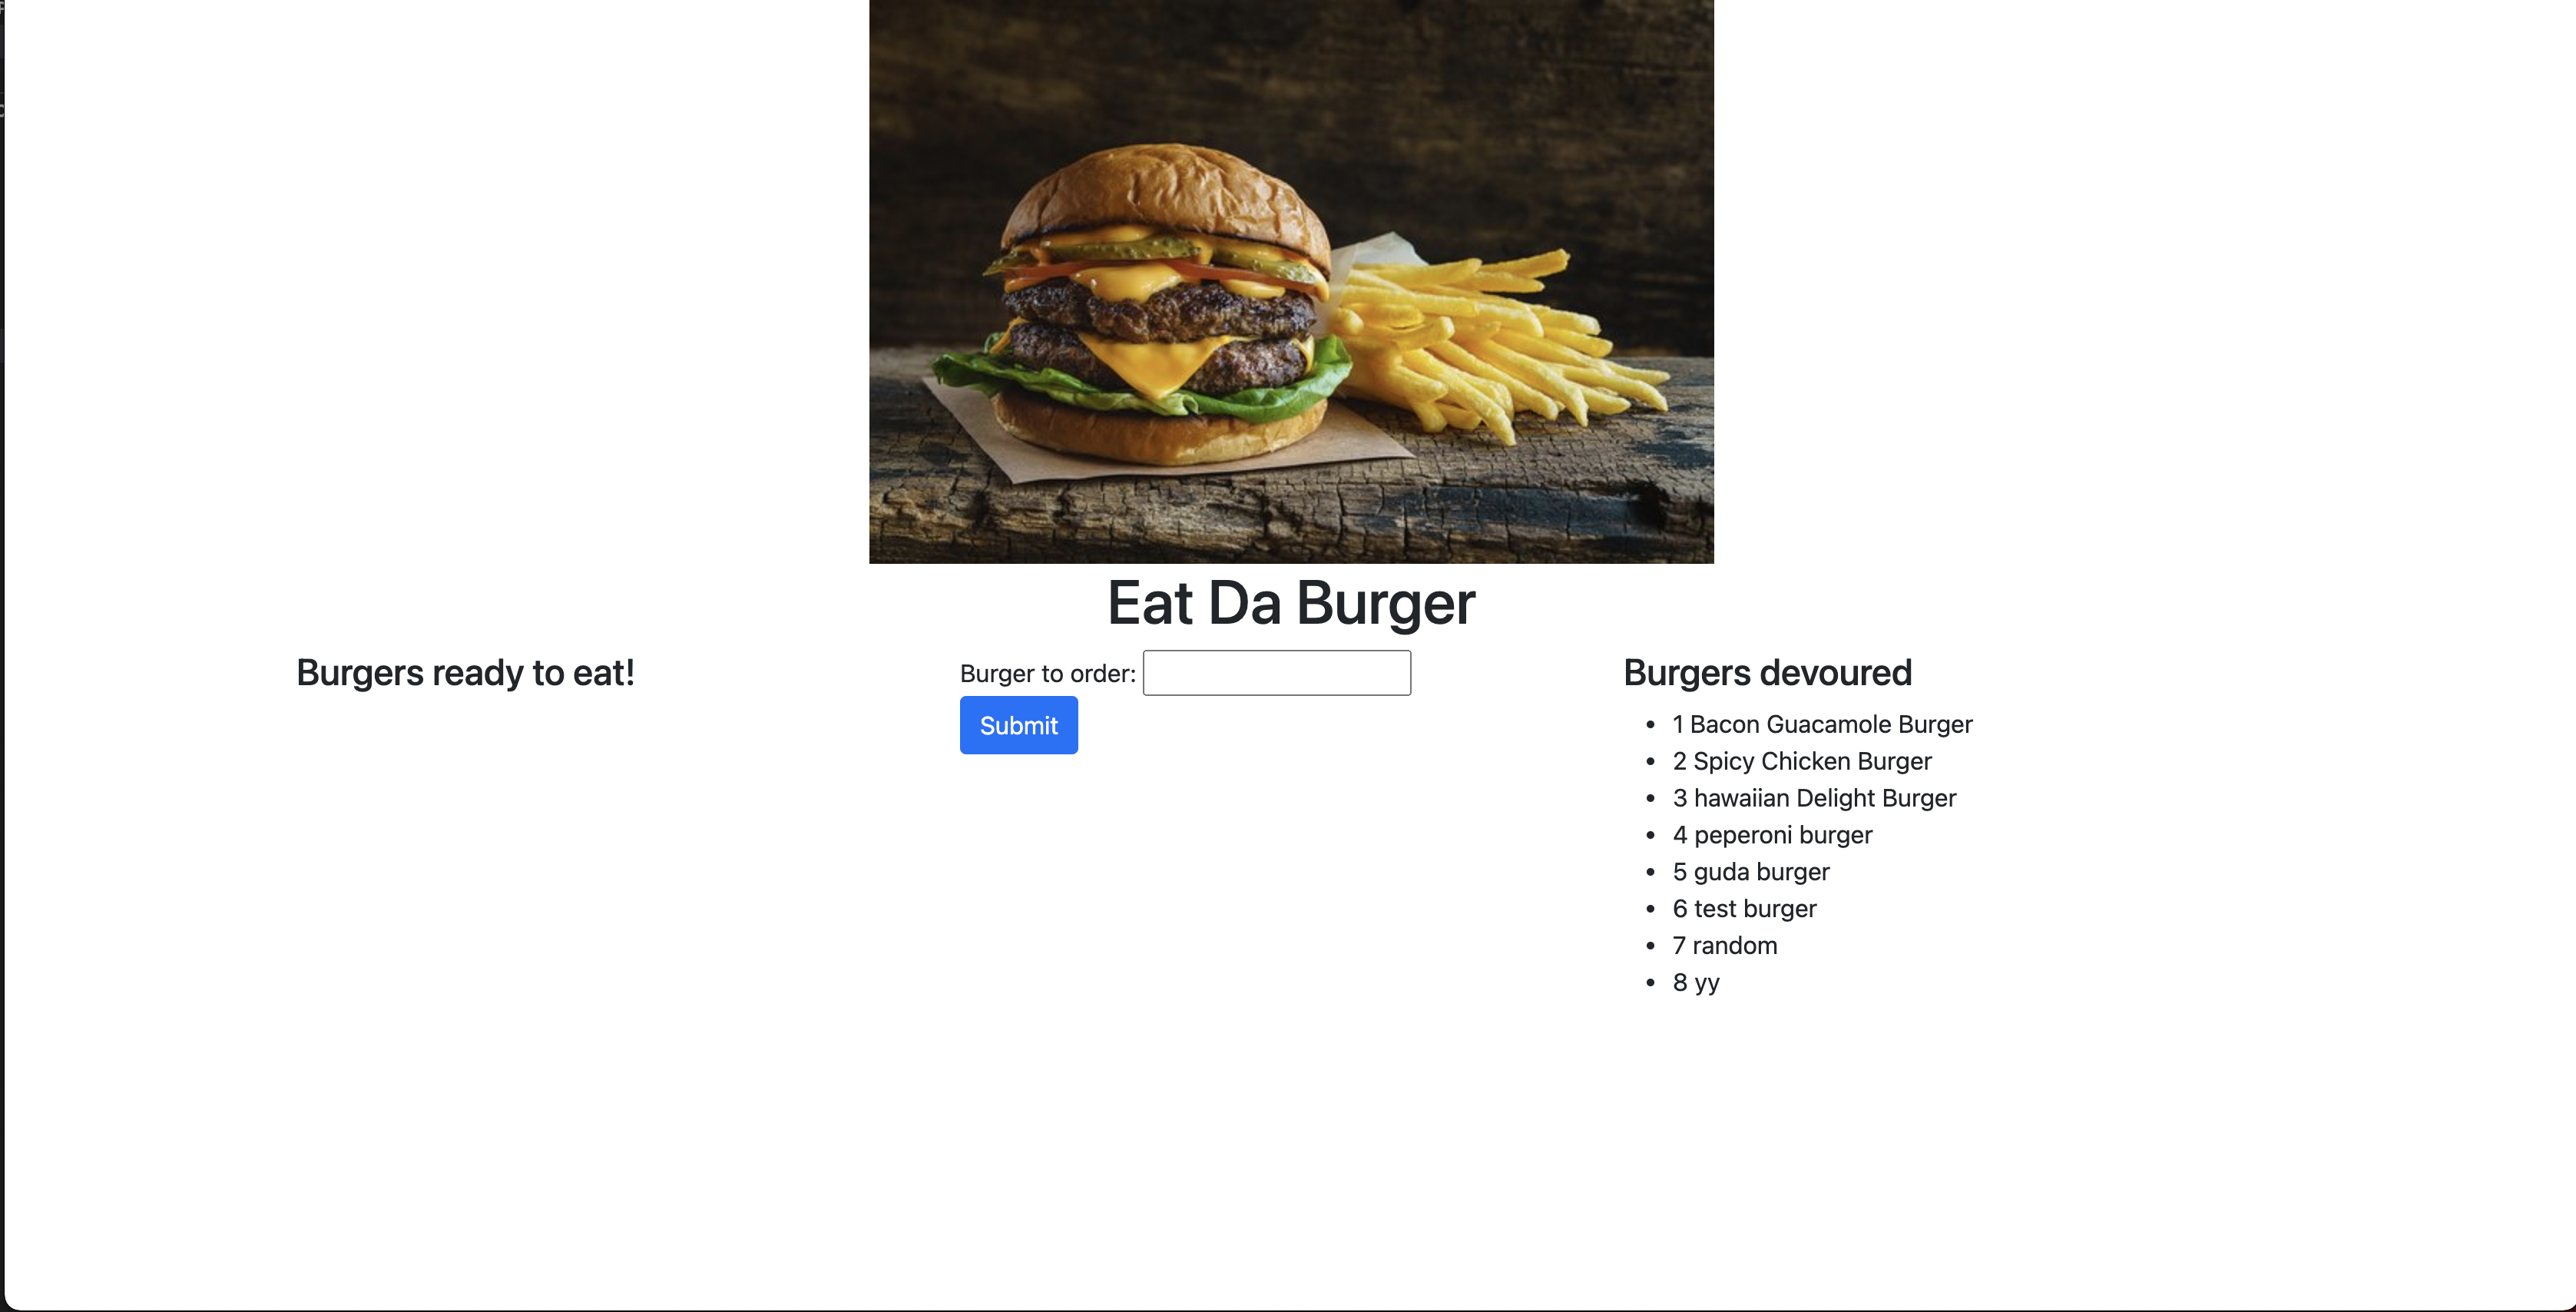 Eat Da Burger
Burgers ready to eat!
Burger to order:
Submit
Burgers devoured
1 Bacon Guacamole Burger
2 Spicy Chicken Burger
3 hawaiian Delight Burger
4 peperoni burger
5 guda burger
6 test burger
7 random
8 yy